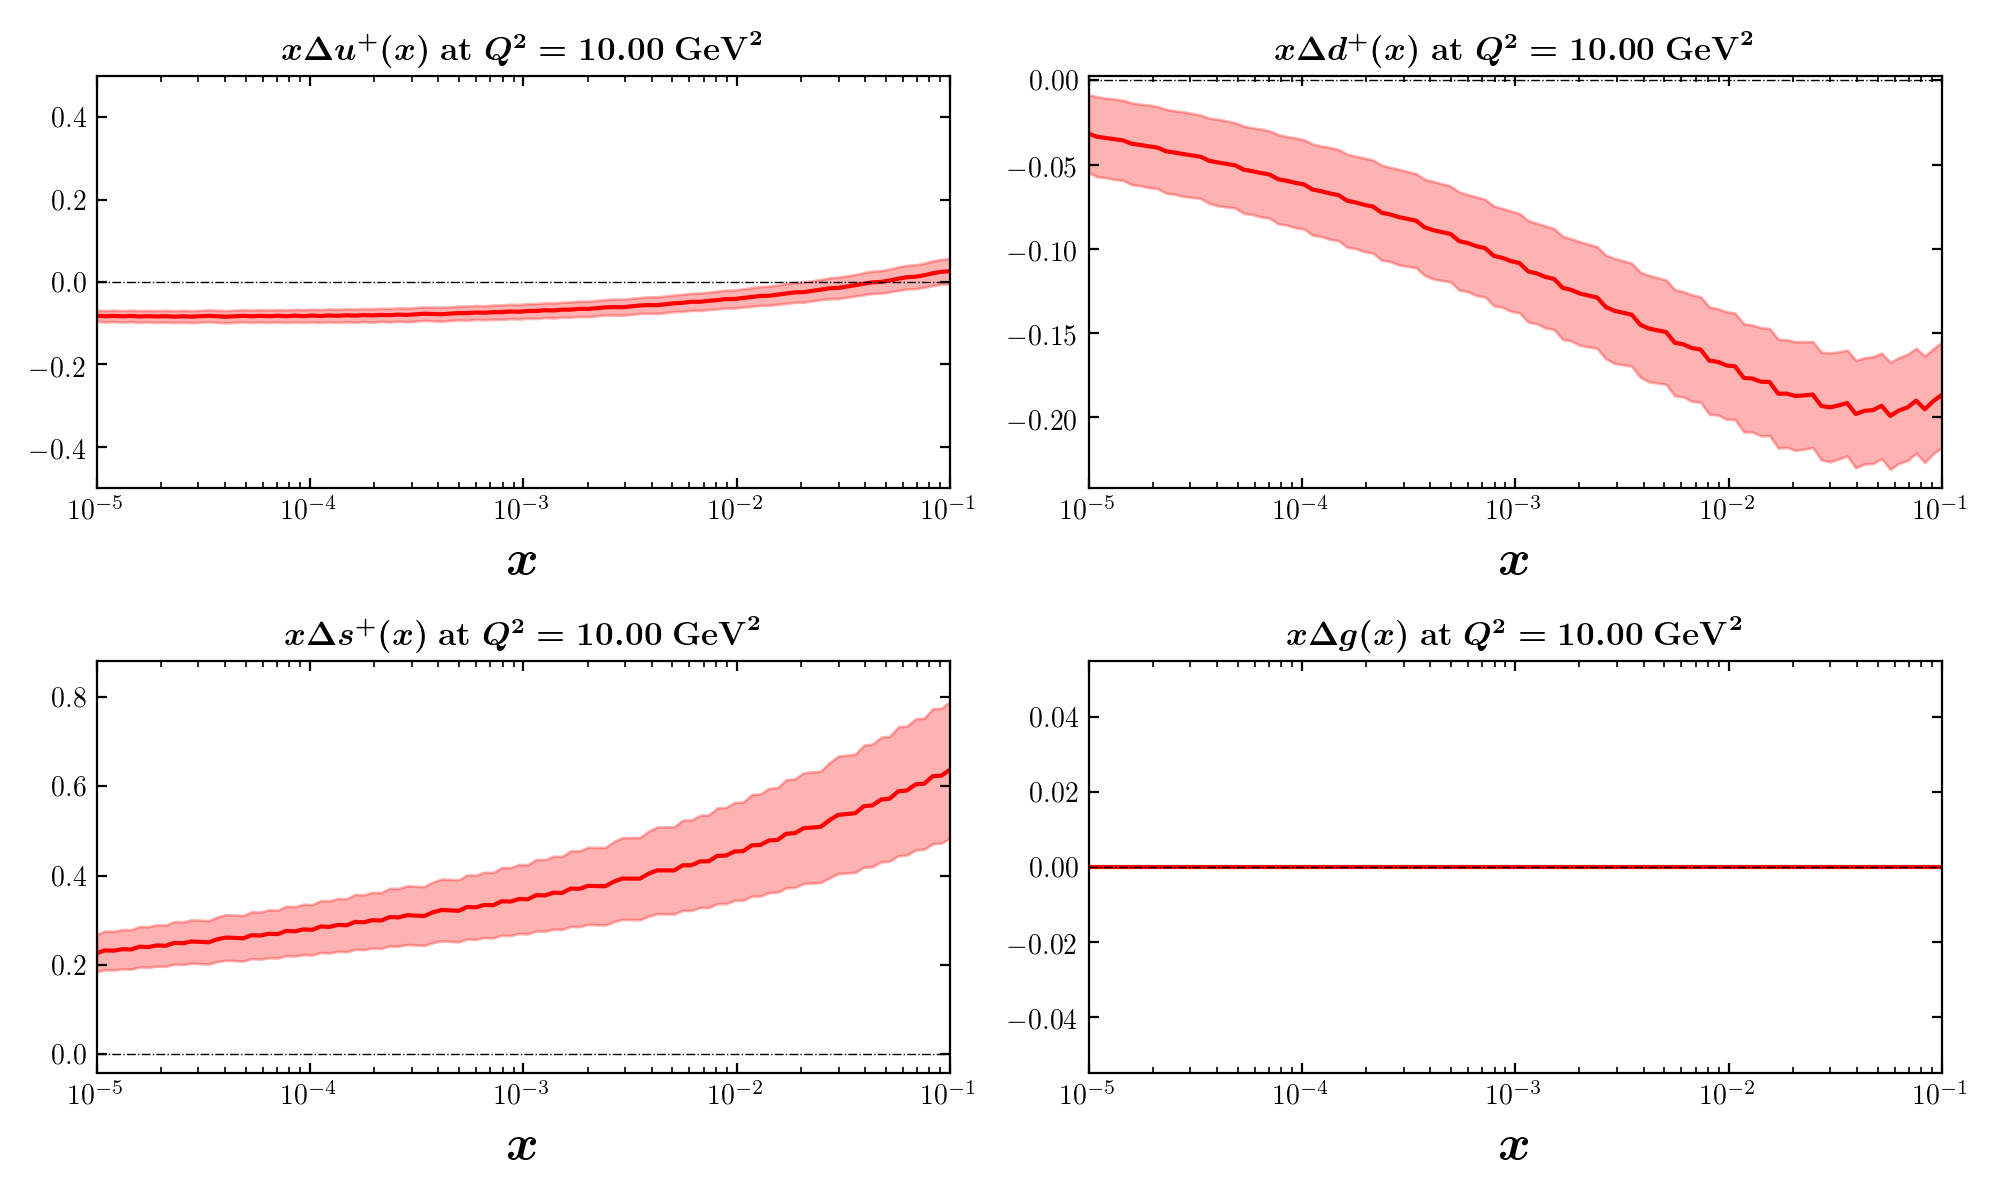 xΔu⁺(x) at Q² = 10.00 GeV²
0.4
0.2
0.0
−0.2
−0.4
10⁻⁵ 10⁻⁴ 10⁻³ 10⁻² 10⁻¹
x
xΔd⁺(x) at Q² = 10.00 GeV²
0.00
−0.05
−0.10
−0.15
−0.20
10⁻⁵ 10⁻⁴ 10⁻³ 10⁻² 10⁻¹
x
xΔs⁺(x) at Q² = 10.00 GeV²
0.8
0.6
0.4
0.2
0.0
10⁻⁵ 10⁻⁴ 10⁻³ 10⁻² 10⁻¹
x
xΔg(x) at Q² = 10.00 GeV²
0.04
0.02
0.00
−0.02
−0.04
10⁻⁵ 10⁻⁴ 10⁻³ 10⁻² 10⁻¹
x